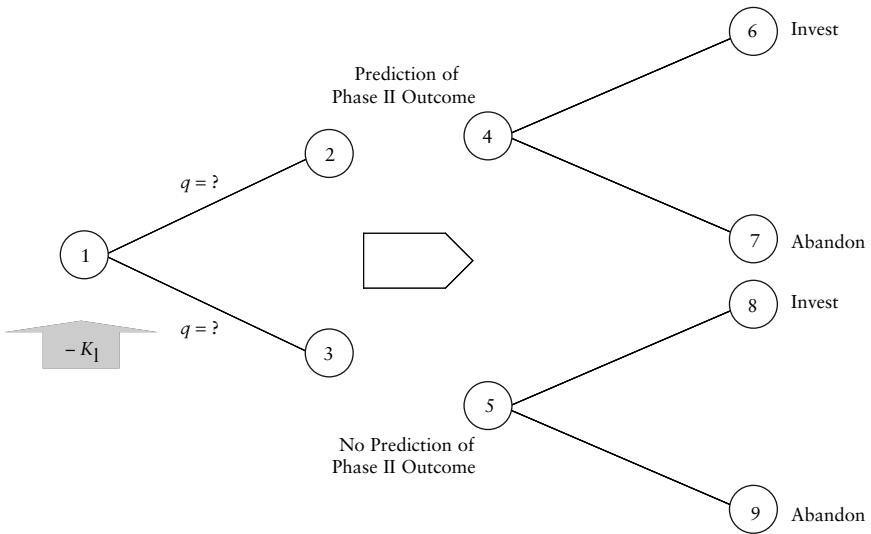 6 Invest
Prediction of
Phase II Outcome
4
2
q = ?
7 Abandon
1
8 Invest
q = ?
– K1
3
5
No Prediction of
Phase II Outcome
9 Abandon